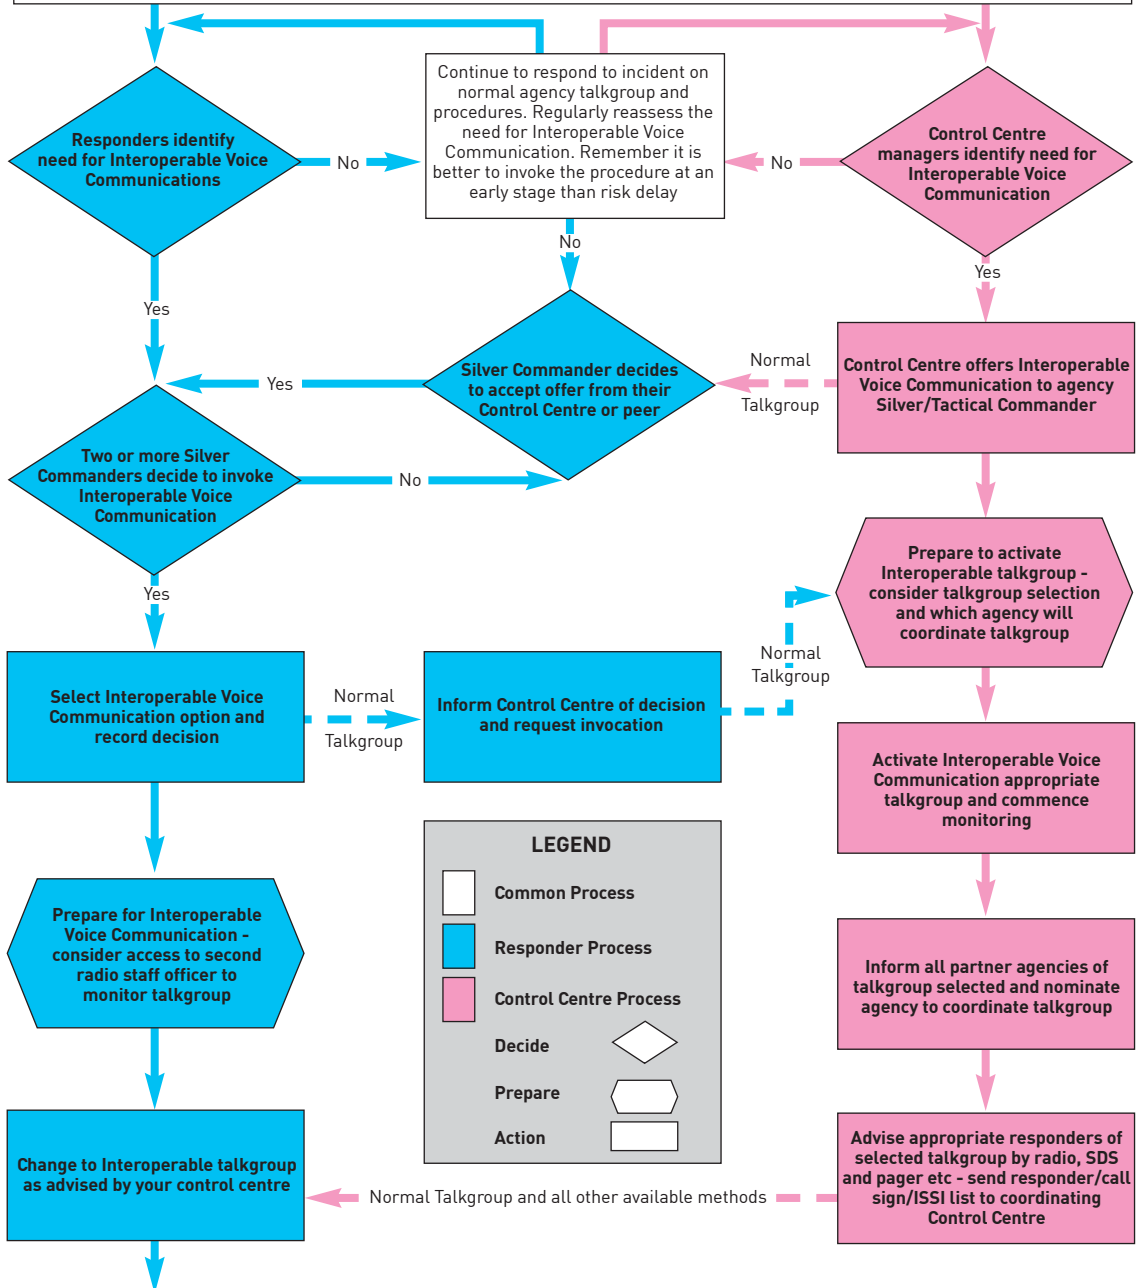 Continue to respond to incident on
normal agency talkgroup and
procedures. Regularly reassess the
need for Interoperable Voice
Communication. Remember it is
better to invoke the procedure at an
early stage than risk delay
Responders identify
need for Interoperable Voice
Communications
No
No
Control Centre
managers identify need for
Interoperable Voice
Communication
No
Yes
Yes
Silver Commander decides
to accept offer from their
Control Centre or peer
Yes
Normal
Talkgroup
Control Centre offers Interoperable
Voice Communication to agency
Silver/Tactical Commander
Two or more Silver
Commanders decide to invoke
Interoperable Voice
Communication
No
Yes
Prepare to activate
Interoperable talkgroup -
consider talkgroup selection
and which agency will
coordinate talkgroup
Select Interoperable Voice
Communication option and
record decision
Normal
Talkgroup
Inform Control Centre of decision
and request invocation
Normal
Talkgroup
Activate Interoperable Voice
Communication appropriate
talkgroup and commence
monitoring
LEGEND
Common Process
Responder Process
Control Centre Process
Decide
Prepare
Action
Prepare for Interoperable
Voice Communication -
consider access to second
radio staff officer to
monitor talkgroup
Inform all partner agencies of
talkgroup selected and nominate
agency to coordinate talkgroup
Change to Interoperable talkgroup
as advised by your control centre
Normal Talkgroup and all other available methods
Advise appropriate responders of
selected talkgroup by radio, SDS
and pager etc - send responder/call
sign/ISSI list to coordinating
Control Centre